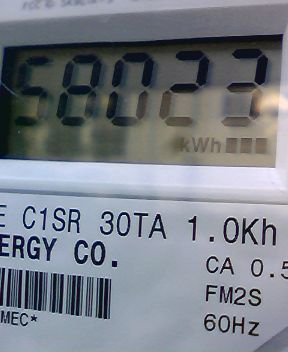 58023
kWh
E C1SR 30TA 1.0Kh
ERGY CO.
CA 0.5
FM2S
MEC*
60Hz